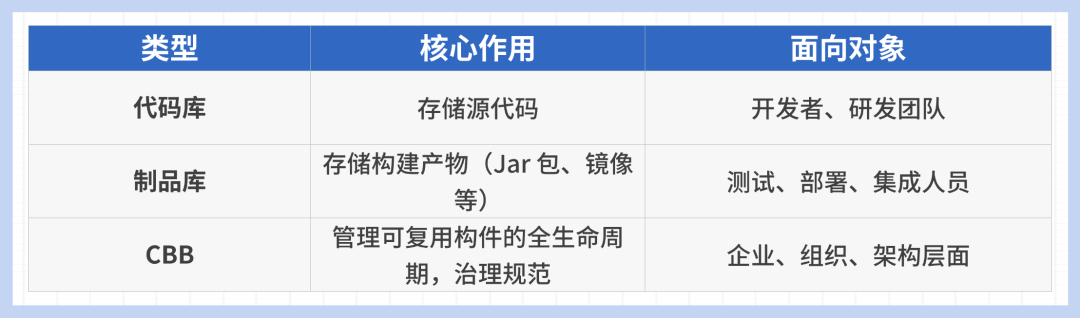 类型 核心作用 面向对象
代码库 存储源代码 开发者、研发团队
制品库 存储构建产物（Jar 包、镜像
等） 测试、部署、集成人员
CBB 管理可复用构件的全生命周
期，治理规范 企业、组织、架构层面